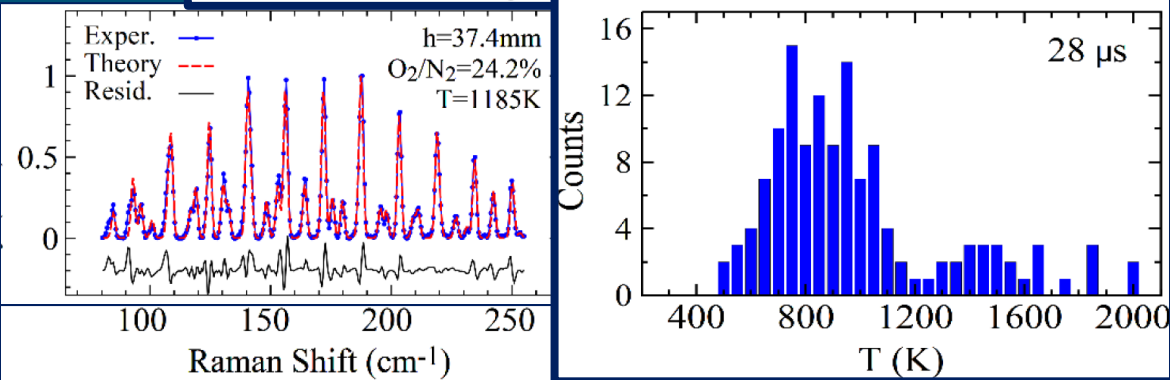 Exper.
Theory
Resid.
h=37.4mm
O₂/N₂=24.2%
T=1185K
1
0.5
0
100 150 200 250
Raman Shift (cm⁻¹)
28 µs
16
12
8
4
0
Counts
400 800 1200 1600 2000
T (K)